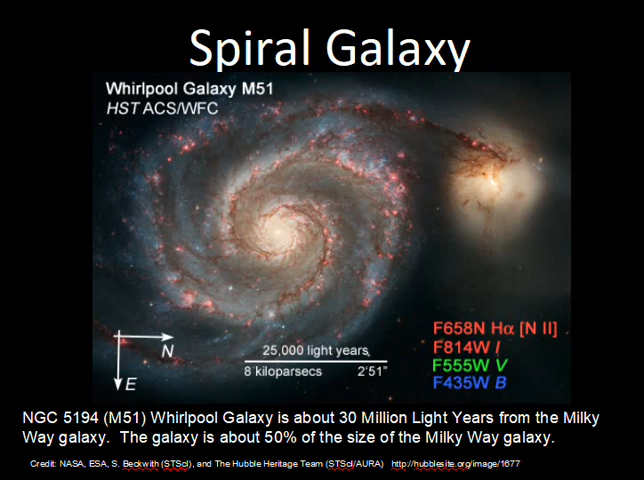 Spiral Galaxy
Whirlpool Galaxy M51
HST ACS/WFC
F658N Hα [N II]
F814W I
F555W V
F435W B
25,000 light years
8 kiloparsecs 2'51"
N
E
NGC 5194 (M51) Whirlpool Galaxy is about 30 Million Light Years from the Milky
Way galaxy.  The galaxy is about 50% of the size of the Milky Way galaxy.
Credit: NASA, ESA, S. Beckwith (STScI), and The Hubble Heritage Team (STScI/AURA)   http://hubblesite.org/image/1677